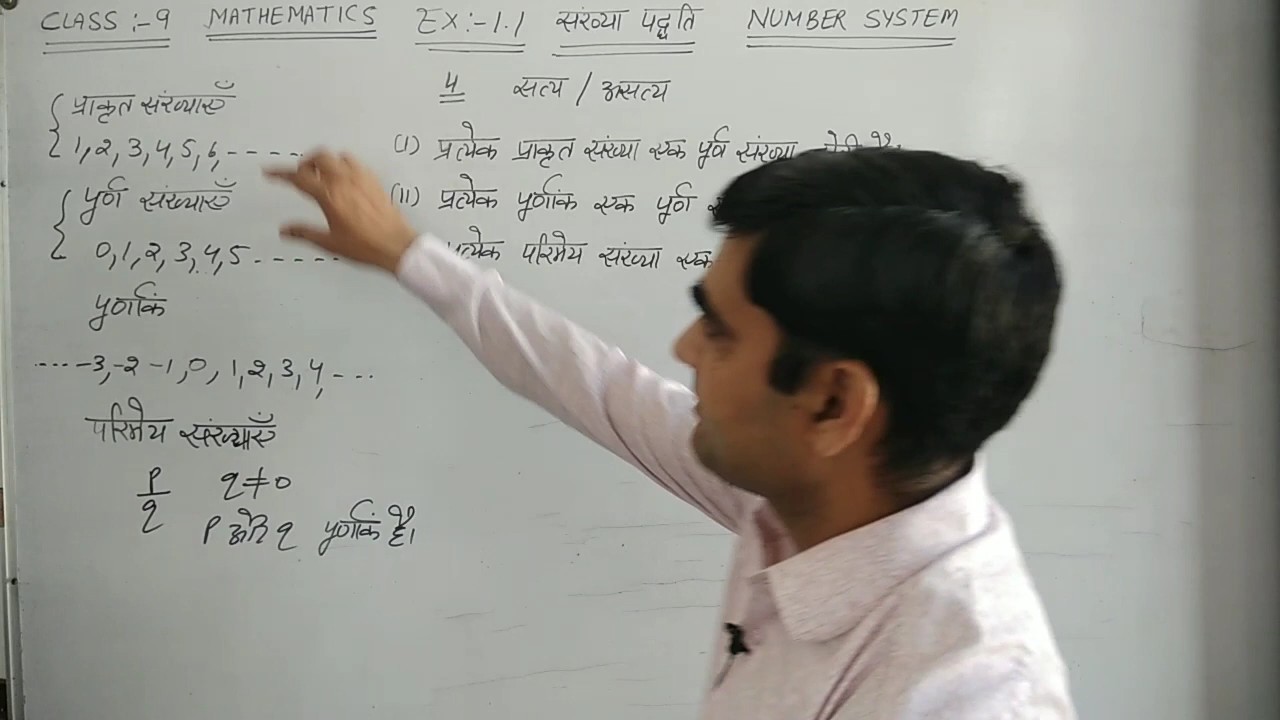 CLASS :- 9 MATHEMATICS EX:- 1.1 संख्या पद्धति NUMBER SYSTEM
प्राकृत संख्याएँ
1, 2, 3, 4, 5, 6, - - - - -
पूर्ण संख्याएँ
0, 1, 2, 3, 4, 5 - - - - -
पूर्णांक
.... -3, -2 -1, 0, 1, 2, 3, 4, - - - -
परिमेय संख्याएँ
p/q q ≠ 0
p और q पूर्णांक है।
4 सत्य / असत्य
(I) प्रत्येक प्राकृत संख्या एक पूर्ण संख्या होती है
(II) प्रत्येक पूर्णांक एक पूर्ण
प्रत्येक परिमेय संख्या एक